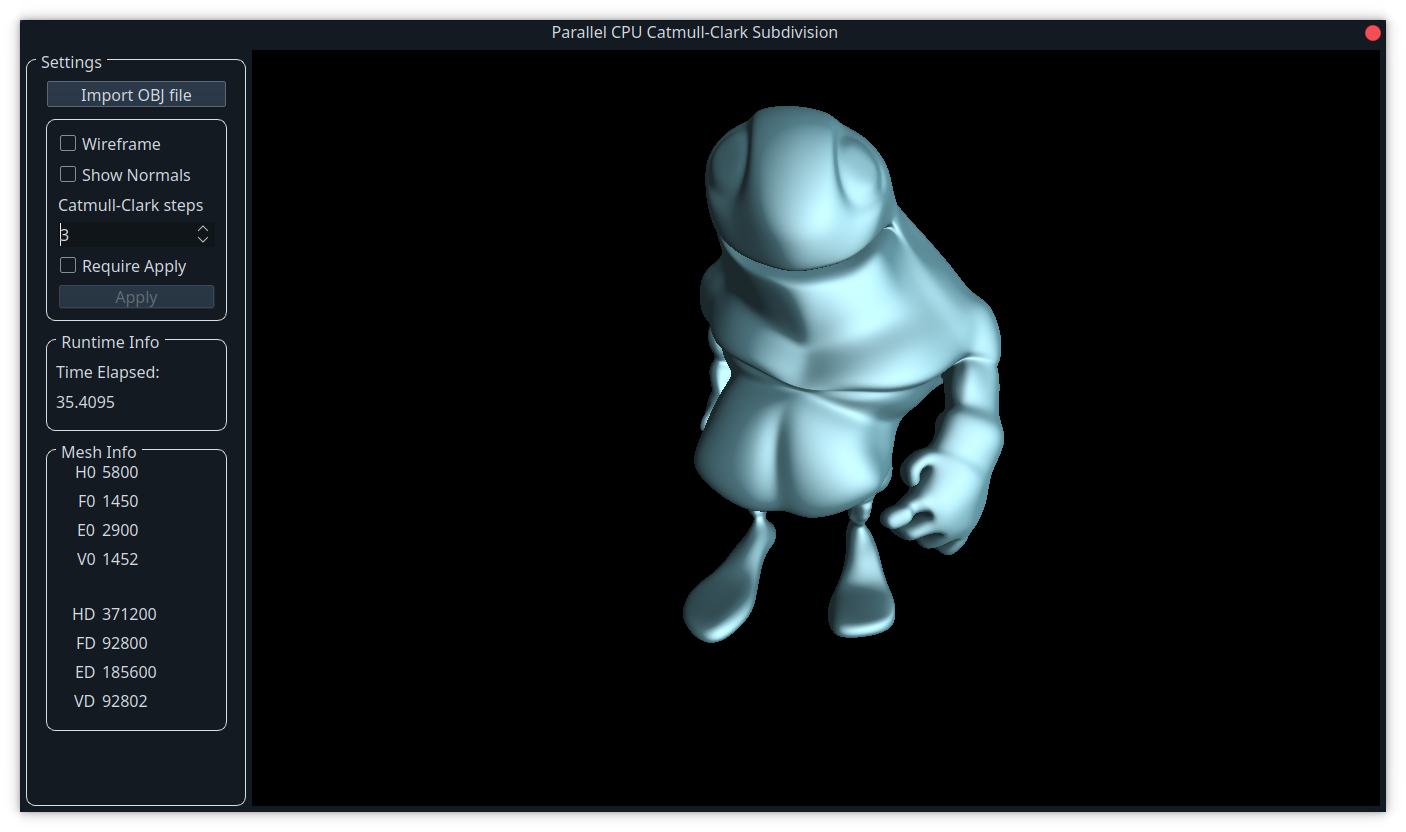 Parallel CPU Catmull-Clark Subdivision
Settings
Import OBJ file
Wireframe
Show Normals
Catmull-Clark steps
3
Require Apply
Apply
Runtime Info
Time Elapsed:
35.4095
Mesh Info
H0 5800
F0 1450
E0 2900
V0 1452
HD 371200
FD 92800
ED 185600
VD 92802